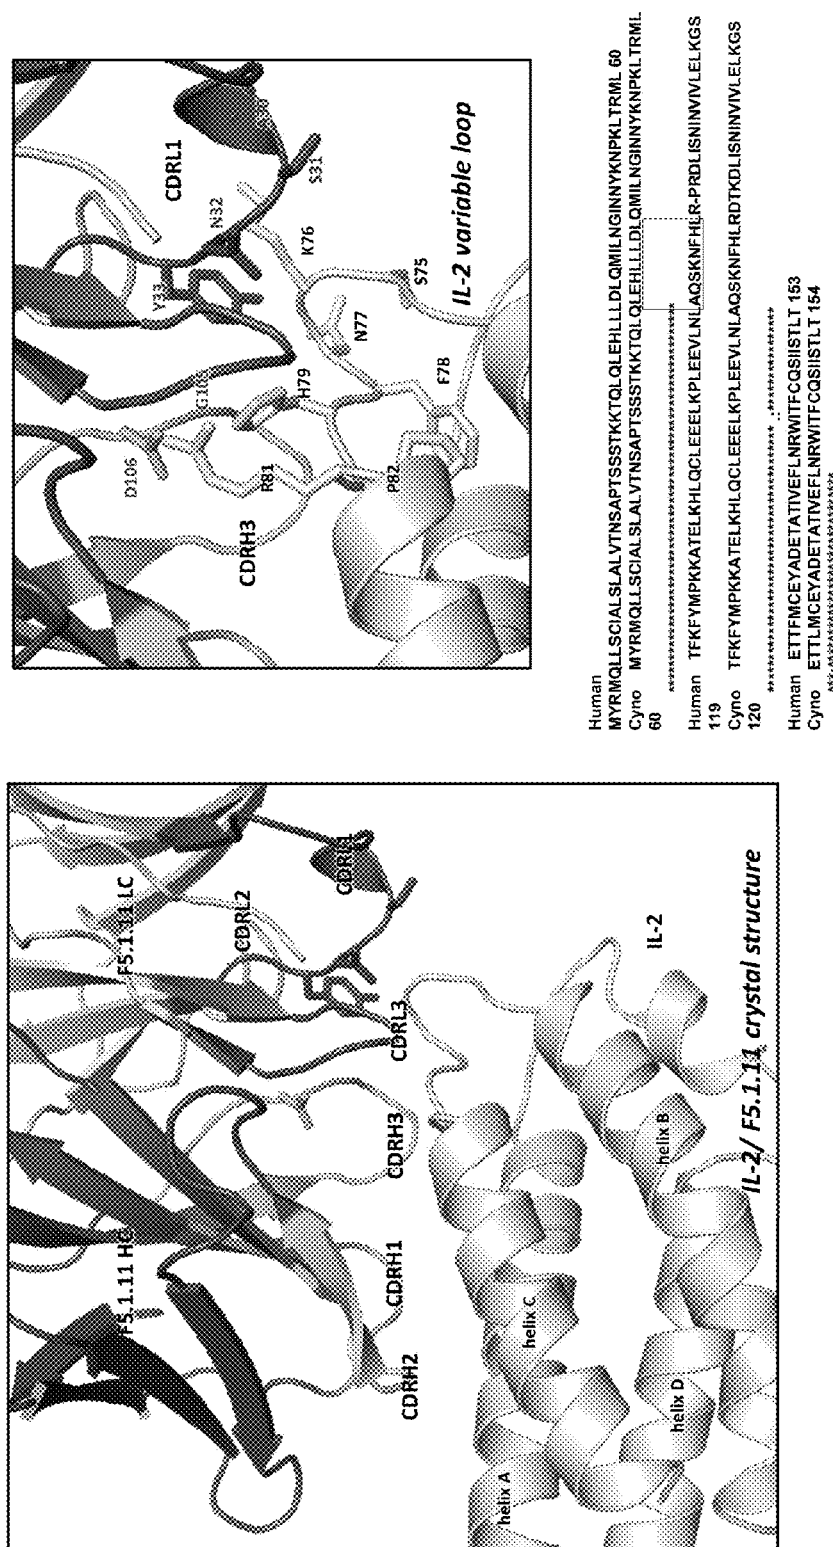 F5.1.11 HC
F5.1.11 LC
CDRL2
CDRL1
CDRH2
CDRH1
CDRH3
CDRL3
helix A
helix C
helix D
helix B
IL-2
IL-2/ F5.1.11 crystal structure
CDRL1
D106
Y33
N32
S31
CDRH3
R81
H79
K76
N77
P82
F78
S75
IL-2 variable loop
Human
MYRMQLLSCIALSLALVTNSAPTSSSTKKTQLQLEHLLLDLQMILNGINNYKNPKLTRML 60
Cyno MYRMQLLSCIALSLALVTNSAPTSSSTKKTQLQLEHLLLDLQMILNGINNYKNPKLTRML
60
Human TFKFYMPKKATELKHLQCLEEELKPLEEVLNLAQSKNFHLR-PRDLISNINVIVLELKGS
119
Cyno TFKFYMPKKATELKHLQCLEEELKPLEEVLNLAQSKNFHLRDTKDLISNINVIVLELKGS
120
Human ETTFMCEYADETATIVEFLNRWITFCQSIISTLT 153
Cyno ETTLMCEYADETATIVEFLNRWITFCQSIISTLT 154